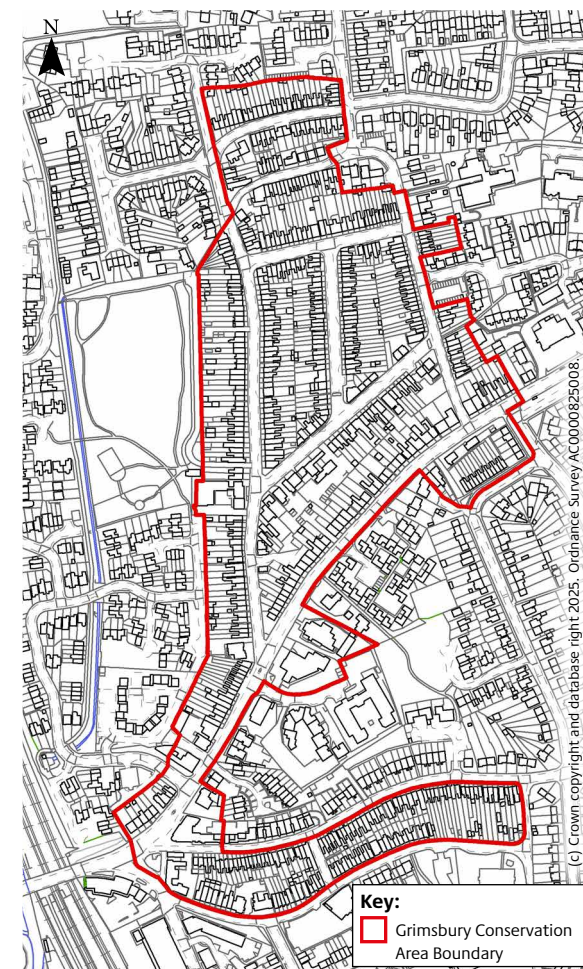 N
(c) Crown copyright and database right 2025. Ordnance Survey AC0000825008.
Key:
Grimsbury Conservation
Area Boundary